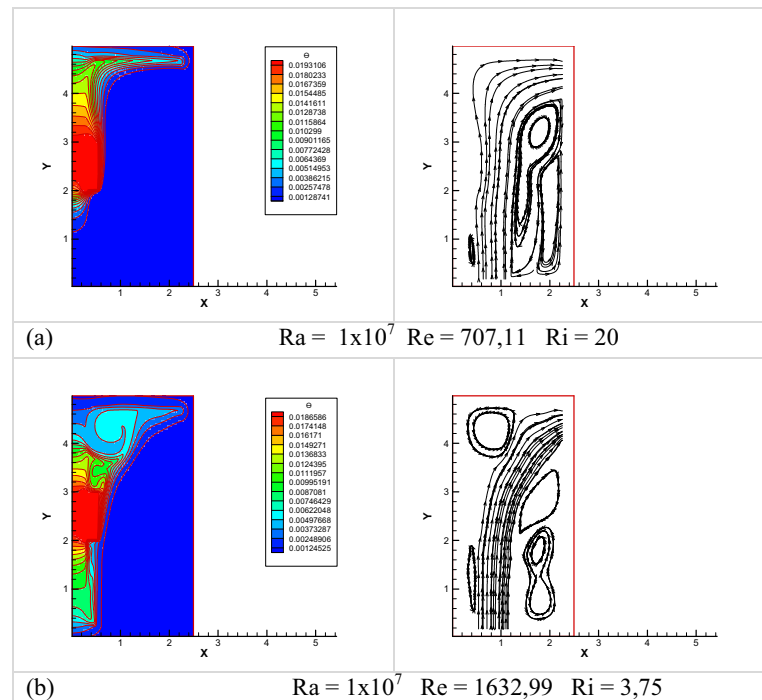 Θ
0.0193106
0.0180233
0.0167359
0.0154485
0.0141611
0.0128738
0.0115864
0.010299
0.00901165
0.00772428
0.0064369
0.00514953
0.00386215
0.00257478
0.00128741
Y
4
3
2
1
1 2 3 4 5
X
Y
4
3
2
1
1 2 3 4 5
X
(a) Ra = 1x10⁷ Re = 707,11 Ri = 20
Θ
0.0186586
0.0174148
0.016171
0.0149271
0.0136833
0.0124395
0.0111957
0.00995191
0.0087081
0.00746429
0.00622048
0.00497668
0.00373287
0.00248906
0.00124525
Y
4
3
2
1
1 2 3 4 5
X
Y
4
3
2
1
1 2 3 4 5
X
(b) Ra = 1x10⁷ Re = 1632,99 Ri = 3,75